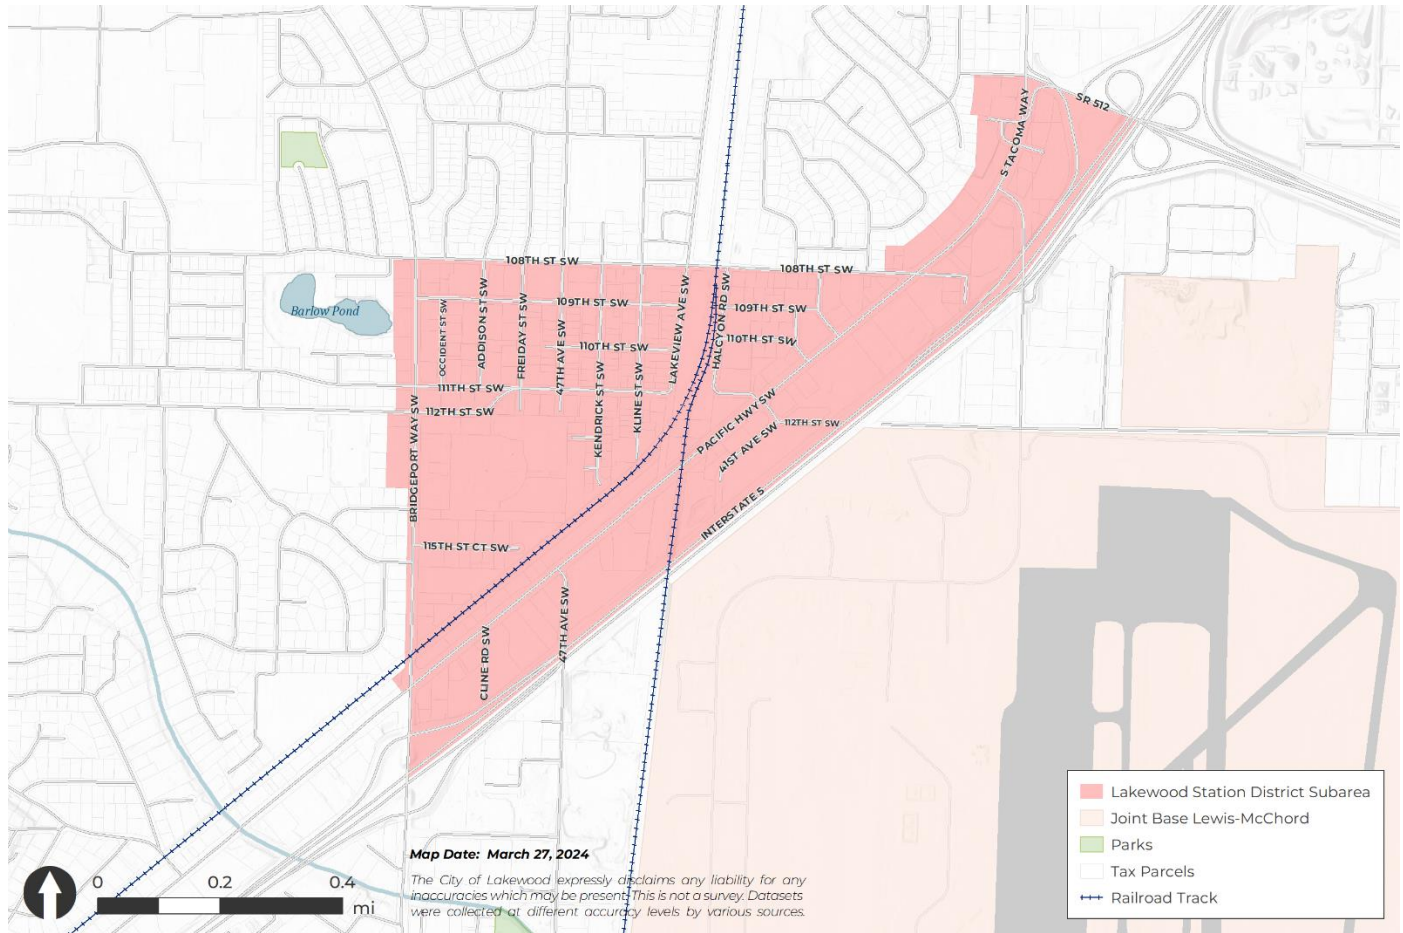 SR 512
S TACOMA WAY
108TH ST SW
108TH ST SW
Barlow Pond
109TH ST SW
109TH ST SW
OCCIDENT ST SW
ADDISON ST SW
FREIDAY ST SW
47TH AVE SW
LAKEVIEW AVE SW
HALCYON RD SW
110TH ST SW
110TH ST SW
KENDRICK ST SW
KLINE ST SW
111TH ST SW
112TH ST SW
BRIDGEPORT WAY SW
PACIFIC HWY SW
41ST AVE SW
112TH ST SW
INTERSTATE 5
115TH ST CT SW
47TH AVE SW
CLINE RD SW
Lakewood Station District Subarea
Joint Base Lewis-McChord
Parks
Tax Parcels
Railroad Track
Map Date: March 27, 2024
The City of Lakewood expressly disclaims any liability for any
inaccuracies which may be present. This is not a survey. Datasets
were collected at different accuracy levels by various sources.
0 0.2 0.4
mi